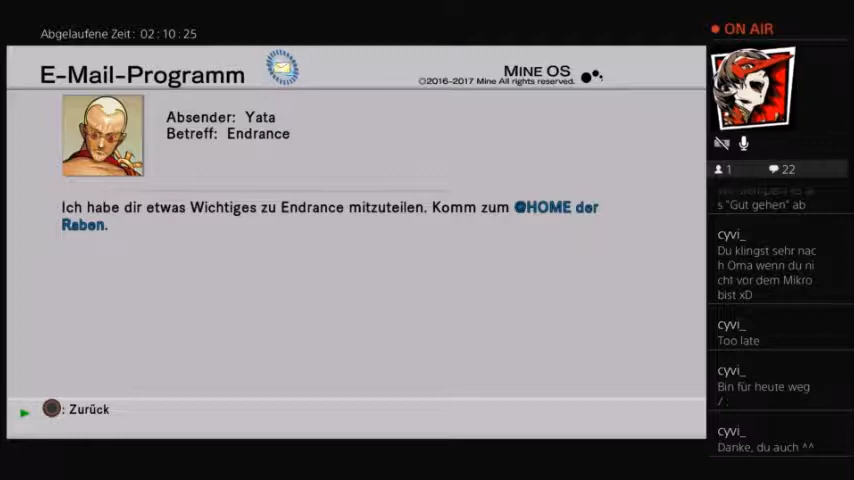 Abgelaufene Zeit: 02:10:25
ON AIR
E-Mail-Programm
MINE OS
©2016-2017 Mine All rights reserved.
Absender: Yata
Betreff: Endrance
Ich habe dir etwas Wichtiges zu Endrance mitzuteilen. Komm zum @HOME der
Raben.
: Zurück
1 22
s "Gut gehen" ab
cyvi_
Du klingst sehr nac
h Oma wenn du ni
cht vor dem Mikro
bist xD
cyvi_
Too late
cyvi_
Bin für heute weg
/ :
cyvi_
Danke, du auch ^^